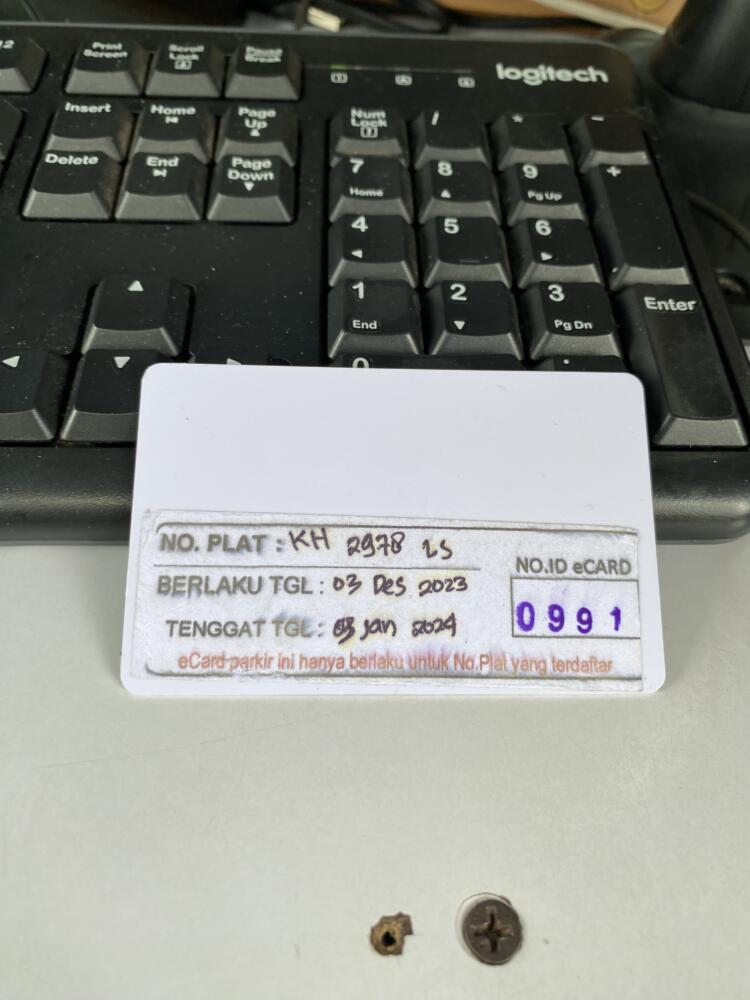 12 Print Screen Scroll Lock Pause Break
logitech
Insert Home Page Up Num Lock / * -
Delete End Page Down 7 Home 8 9 Pg Up +
4 5 6
1 End 2 3 Pg Dn Enter
0 .
NO. PLAT : KH 2978 LS
BERLAKU TGL : 03 Des 2023
TENGGAT TGL : 03 Jan 2024
NO.ID eCARD
0991
eCard parkir ini hanya berlaku untuk No.Plat yang terdaftar